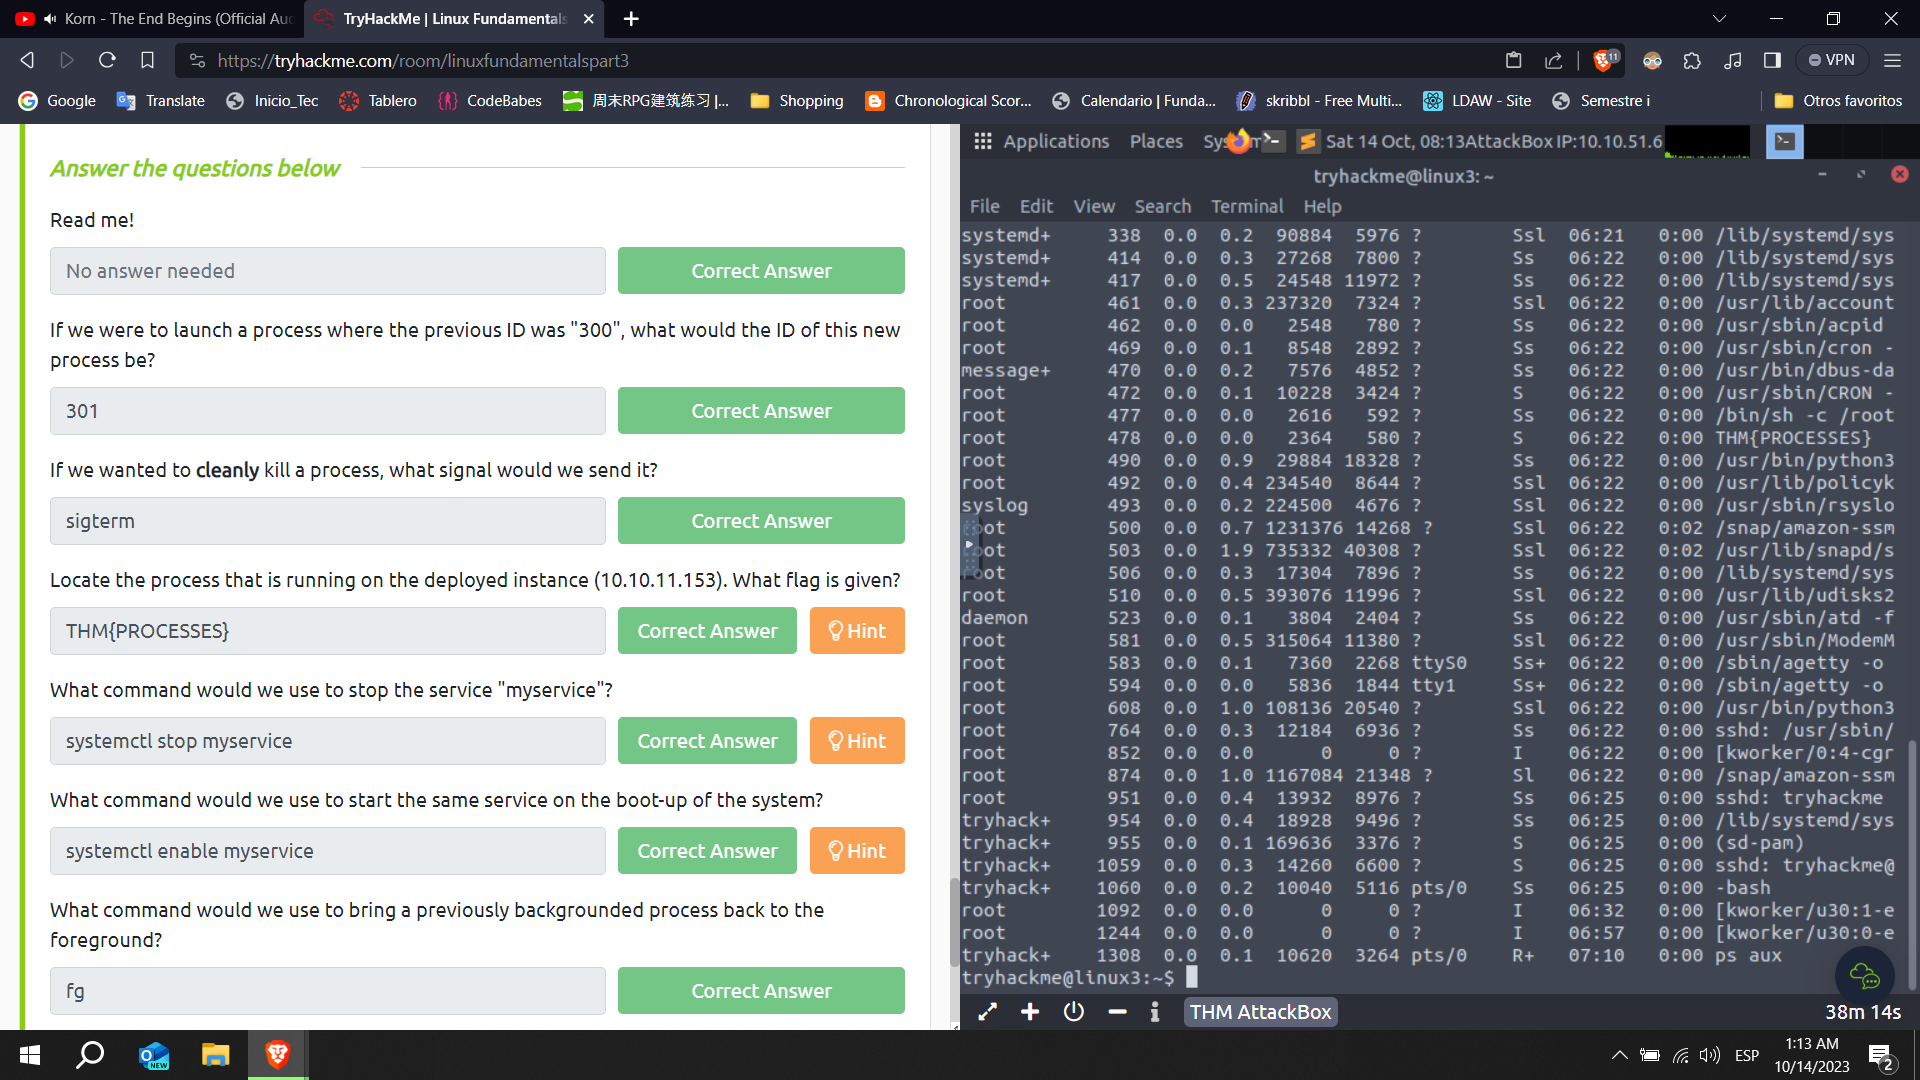 Korn - The End Begins (Official Auc
TryHackMe | Linux Fundamentals
https://tryhackme.com/room/linuxfundamentalspart3
11
VPN
Google
Translate
Inicio_Tec
Tablero
CodeBabes
周末RPG建筑练习 |...
Shopping
Chronological Scor...
Calendario | Funda...
skribbl - Free Multi...
LDAW - Site
Semestre i
Otros favoritos
Answer the questions below
Read me!
No answer needed
Correct Answer
If we were to launch a process where the previous ID was "300", what would the ID of this new
process be?
301
Correct Answer
If we wanted to cleanly kill a process, what signal would we send it?
sigterm
Correct Answer
Locate the process that is running on the deployed instance (10.10.11.153). What flag is given?
THM{PROCESSES}
Correct Answer
Hint
What command would we use to stop the service "myservice"?
systemctl stop myservice
Correct Answer
Hint
What command would we use to start the same service on the boot-up of the system?
systemctl enable myservice
Correct Answer
Hint
What command would we use to bring a previously backgrounded process back to the
foreground?
fg
Correct Answer
Applications Places Sat 14 Oct, 08:13 AttackBox IP:10.10.51.6
tryhackme@linux3: ~
File Edit View Search Terminal Help
systemd+ 338 0.0 0.2 90884 5976 ? Ssl 06:21 0:00 /lib/systemd/sys
systemd+ 414 0.0 0.3 27268 7800 ? Ss 06:22 0:00 /lib/systemd/sys
systemd+ 417 0.0 0.5 24548 11972 ? Ss 06:22 0:00 /lib/systemd/sys
root 461 0.0 0.3 237320 7324 ? Ssl 06:22 0:00 /usr/lib/account
root 462 0.0 0.0 2548 780 ? Ss 06:22 0:00 /usr/sbin/acpid
root 469 0.0 0.1 8548 2892 ? Ss 06:22 0:00 /usr/sbin/cron -
message+ 470 0.0 0.2 7576 4852 ? Ss 06:22 0:00 /usr/bin/dbus-da
root 472 0.0 0.1 10228 3424 ? S 06:22 0:00 /usr/sbin/CRON -
root 477 0.0 0.0 2616 592 ? Ss 06:22 0:00 /bin/sh -c /root
root 478 0.0 0.0 2364 580 ? S 06:22 0:00 THM{PROCESSES}
root 490 0.0 0.9 29884 18328 ? Ss 06:22 0:00 /usr/bin/python3
root 492 0.0 0.4 234540 8644 ? Ssl 06:22 0:00 /usr/lib/policyk
syslog 493 0.0 0.2 224500 4676 ? Ssl 06:22 0:00 /usr/sbin/rsyslo
root 500 0.0 0.7 1231376 14268 ? Ssl 06:22 0:02 /snap/amazon-ssm
root 503 0.0 1.9 735332 40308 ? Ssl 06:22 0:02 /usr/lib/snapd/s
root 506 0.0 0.3 17304 7896 ? Ss 06:22 0:00 /lib/systemd/sys
root 510 0.0 0.5 393076 11996 ? Ssl 06:22 0:00 /usr/lib/udisks2
daemon 523 0.0 0.1 3804 2404 ? Ss 06:22 0:00 /usr/sbin/atd -f
root 581 0.0 0.5 315064 11380 ? Ssl 06:22 0:00 /usr/sbin/ModemM
root 583 0.0 0.1 7360 2268 ttyS0 Ss+ 06:22 0:00 /sbin/agetty -o
root 594 0.0 0.0 5836 1844 tty1 Ss+ 06:22 0:00 /sbin/agetty -o
root 608 0.0 1.0 108136 20540 ? Ssl 06:22 0:00 /usr/bin/python3
root 764 0.0 0.3 12184 6936 ? Ss 06:22 0:00 sshd: /usr/sbin/
root 852 0.0 0.0 0 0 ? I 06:22 0:00 [kworker/0:4-cgr
root 874 0.0 1.0 1167084 21348 ? Sl 06:22 0:00 /snap/amazon-ssm
root 951 0.0 0.4 13932 8976 ? Ss 06:25 0:00 sshd: tryhackme
tryhack+ 954 0.0 0.4 18928 9496 ? Ss 06:25 0:00 /lib/systemd/sys
tryhack+ 955 0.0 0.1 169636 3376 ? S 06:25 0:00 (sd-pam)
tryhack+ 1059 0.0 0.3 14260 6600 ? S 06:25 0:00 sshd: tryhackme@
tryhack+ 1060 0.0 0.2 10040 5116 pts/0 Ss 06:25 0:00 -bash
root 1092 0.0 0.0 0 0 ? I 06:32 0:00 [kworker/u30:1-e
root 1244 0.0 0.0 0 0 ? I 06:57 0:00 [kworker/u30:0-e
tryhack+ 1308 0.0 0.1 10620 3264 pts/0 R+ 07:10 0:00 ps aux
tryhackme@linux3:~$
THM AttackBox
38m 14s
NEW
ESP
1:13 AM
10/14/2023
2